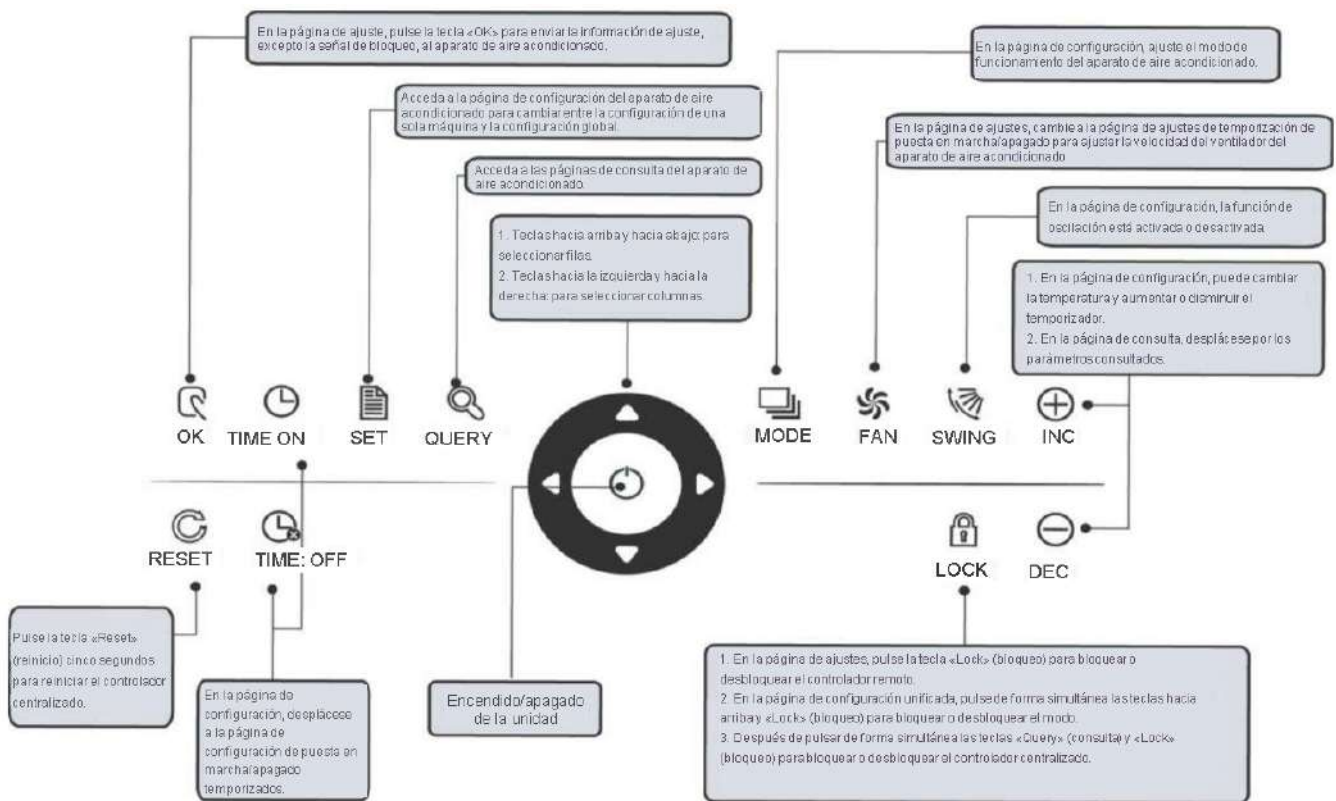 En la página de ajuste, pulse la tecla «OK» para enviar la información de ajuste,
excepto la señal de bloqueo, al aparato de aire acondicionado.
En la página de configuración, ajuste el modo de
funcionamiento del aparato de aire acondicionado.
Acceda a la página de configuración del aparato de aire
acondicionado para cambiar entre la configuración de una
sola máquina y la configuración global.
En la página de ajustes, cambie a la página de ajustes de temporización de
puesta en marcha/apagado para ajustar la velocidad del ventilador del
aparato de aire acondicionado
Acceda a las páginas de consulta del aparato de
aire acondicionado.
En la página de configuración, la función de
oscilación está activada o desactivada.
1. Teclas hacia arriba y hacia abajo: para
seleccionar filas.
2. Teclas hacia la izquierda y hacia la
derecha: para seleccionar columnas.
1. En la página de configuración, puede cambiar
la temperatura y aumentar o disminuir el
temporizador.
2. En la página de consulta, desplácese por los
parámetros consultados.
OK TIME ON SET QUERY MODE FAN SWING INC
RESET TIME: OFF LOCK DEC
Pulse la tecla «Reset»
(reinicio) cinco segundos
para reiniciar el controlador
centralizado.
En la página de
configuración, desplácese
a la página de
configuración de puesta en
marcha/apagado
temporizados.
Encendido/apagado
de la unidad
1. En la página de ajustes, pulse la tecla «Lock» (bloqueo) para bloquear o
desbloquear el controlador remoto.
2. En la página de configuración unificada, pulse de forma simultánea las teclas hacia
arriba y «Lock» (bloqueo) para bloquear o desbloquear el modo.
3. Después de pulsar de forma simultánea las teclas «Query» (consulta) y «Lock»
(bloqueo) para bloquear o desbloquear el controlador centralizado.